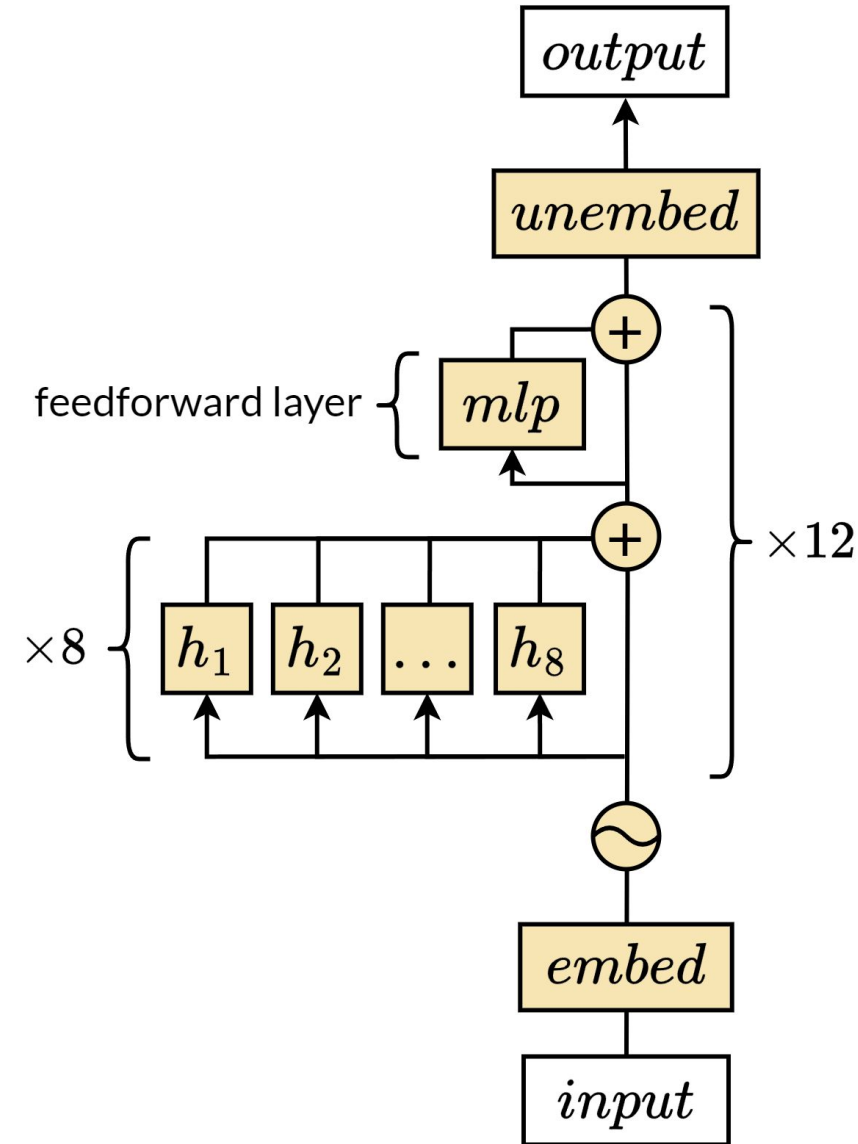 output
unembed
+
feedforward layer
mlp
+
×12
×8
h₁
h₂
...
h₈
embed
input